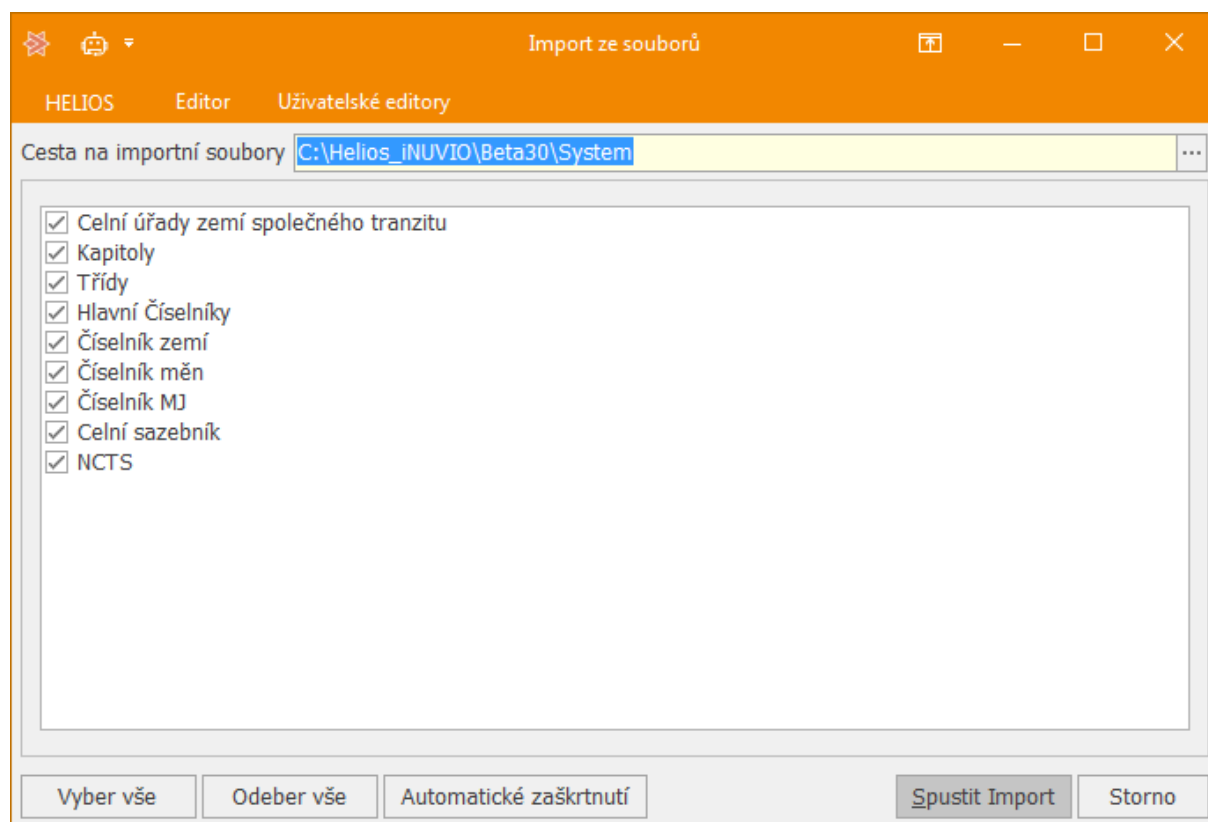 Import ze souborů
HELIOS Editor Uživatelské editory
Cesta na importní soubory C:\Helios_iNUVIO\Beta30\System ...
Celní úřady zemí společného tranzitu
Kapitoly
Třídy
Hlavní Číselníky
Číselník zemí
Číselník měn
Číselník MJ
Celní sazebník
NCTS
Vyber vše Odeber vše Automatické zaškrtnutí Spustit Import Storno